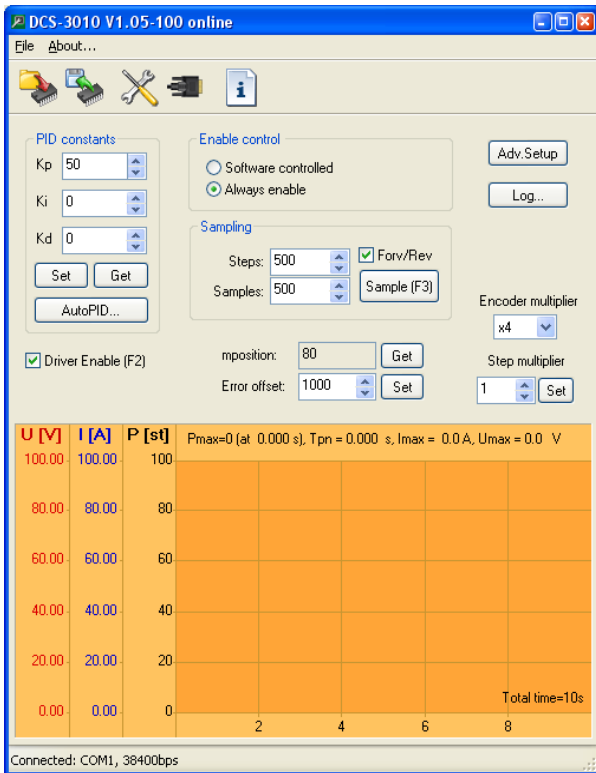 DCS-3010 V1.05-100 online
File About...
PID constants
Kp 50
Ki 0
Kd 0
Set Get
AutoPID...
Driver Enable (F2)
Enable control
Software controlled
Always enable
Sampling
Steps: 500 Forv/Rev
Samples: 500 Sample (F3)
mposition: 80 Get
Error offset: 1000 Set
Adv.Setup
Log...
Encoder multiplier
x4
Step multiplier
1 Set
U [V] I [A] P [st] Pmax=0 (at 0.000 s), Tpn = 0.000 s, Imax = 0.0 A, Umax = 0.0 V
100.00 100.00 100
80.00 80.00 80
60.00 60.00 60
40.00 40.00 40
20.00 20.00 20
Total time=10s
0.00 0.00 0
2 4 6 8
Connected: COM1, 38400bps